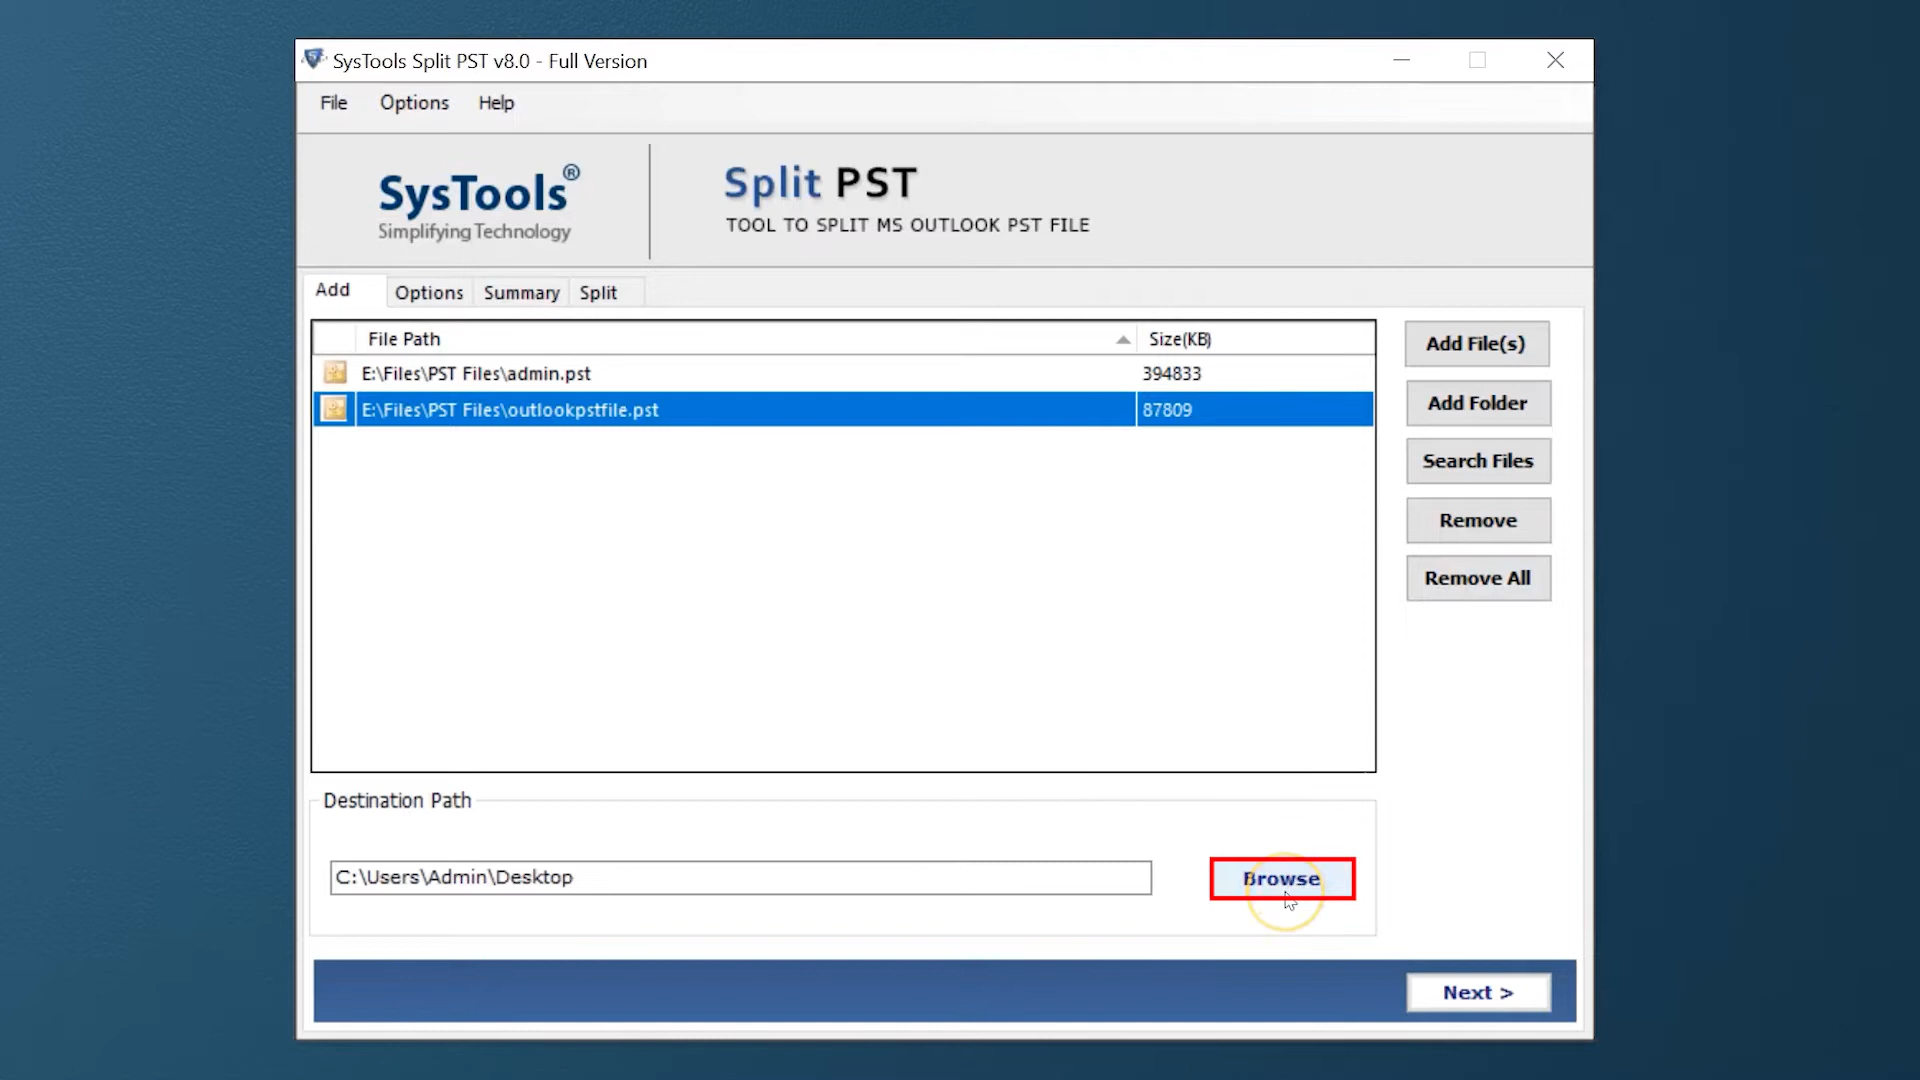 SysTools Split PST v8.0 - Full Version
File Options Help
SysTools®
Simplifying Technology
Split PST
TOOL TO SPLIT MS OUTLOOK PST FILE
Add Options Summary Split
File Path Size(KB)
E:\Files\PST Files\admin.pst 394833
E:\Files\PST Files\outlookpstfile.pst 87809
Add File(s)
Add Folder
Search Files
Remove
Remove All
Destination Path
C:\Users\Admin\Desktop
Browse
Next >